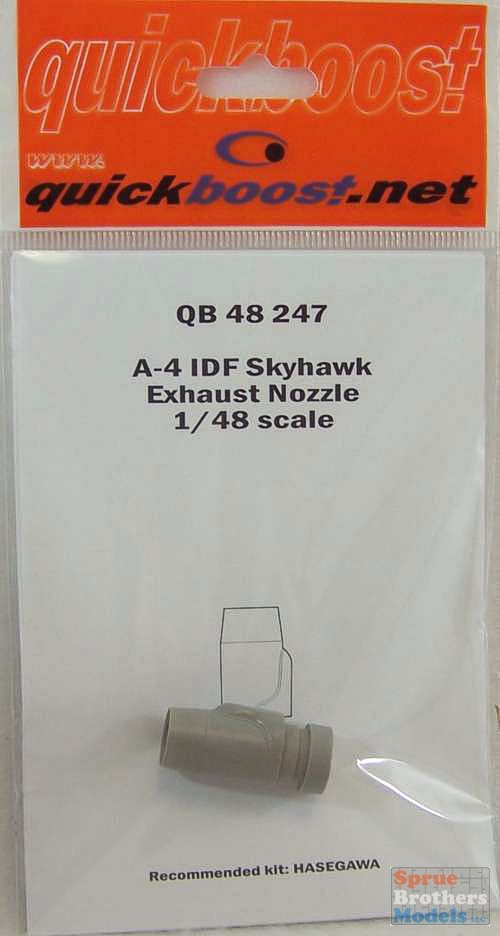 quickboost
www.
quickboost.net
QB 48 247
A-4 IDF Skyhawk
Exhaust Nozzle
1/48 scale
Recommended kit: HASEGAWA
Sprue
Brothers
Models LLC